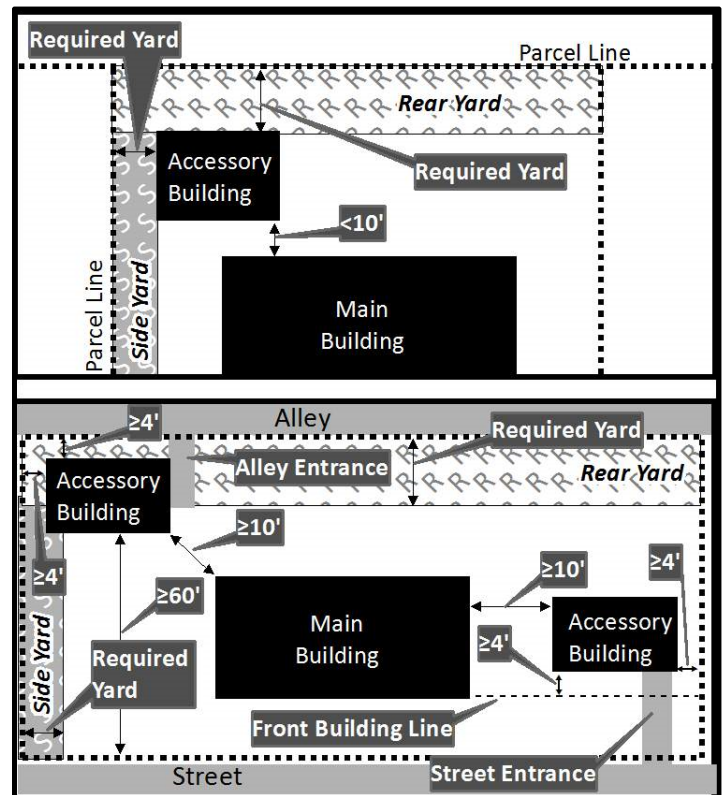 Required Yard
Parcel Line
Rear Yard
Accessory
Building
Required Yard
<10'
Parcel Line
Side Yard
Main
Building
Alley
≥4'
Required Yard
Alley Entrance
Rear Yard
Accessory
Building
≥10'
≥4'
≥60'
≥10'
≥4'
Main
Building
Accessory
Building
≥4'
Side Yard
Required
Yard
Front Building Line
Street
Street Entrance